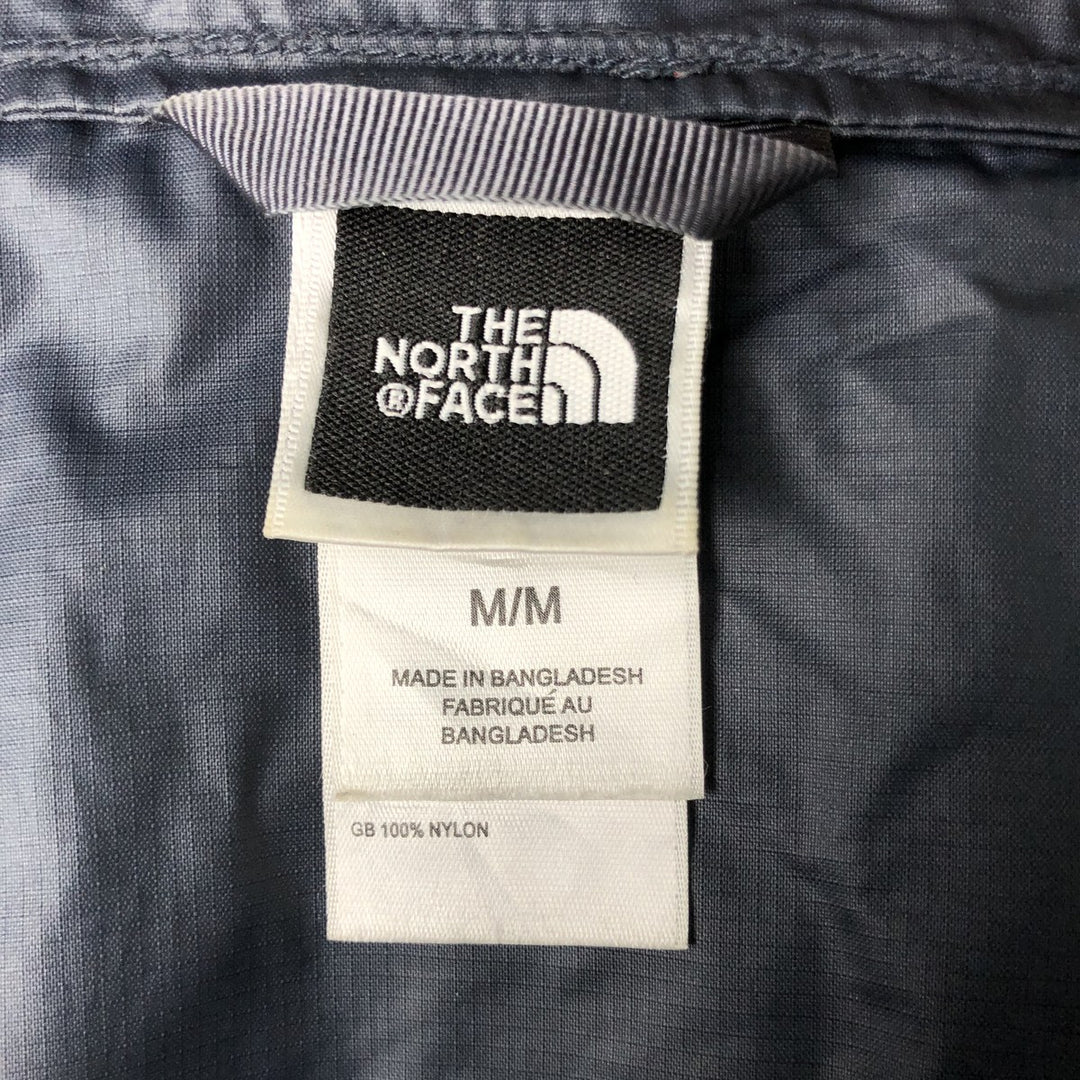 THE
NORTH
® FACE
M/M
MADE IN BANGLADESH
FABRIQUÉ AU
BANGLADESH
GB 100% NYLON